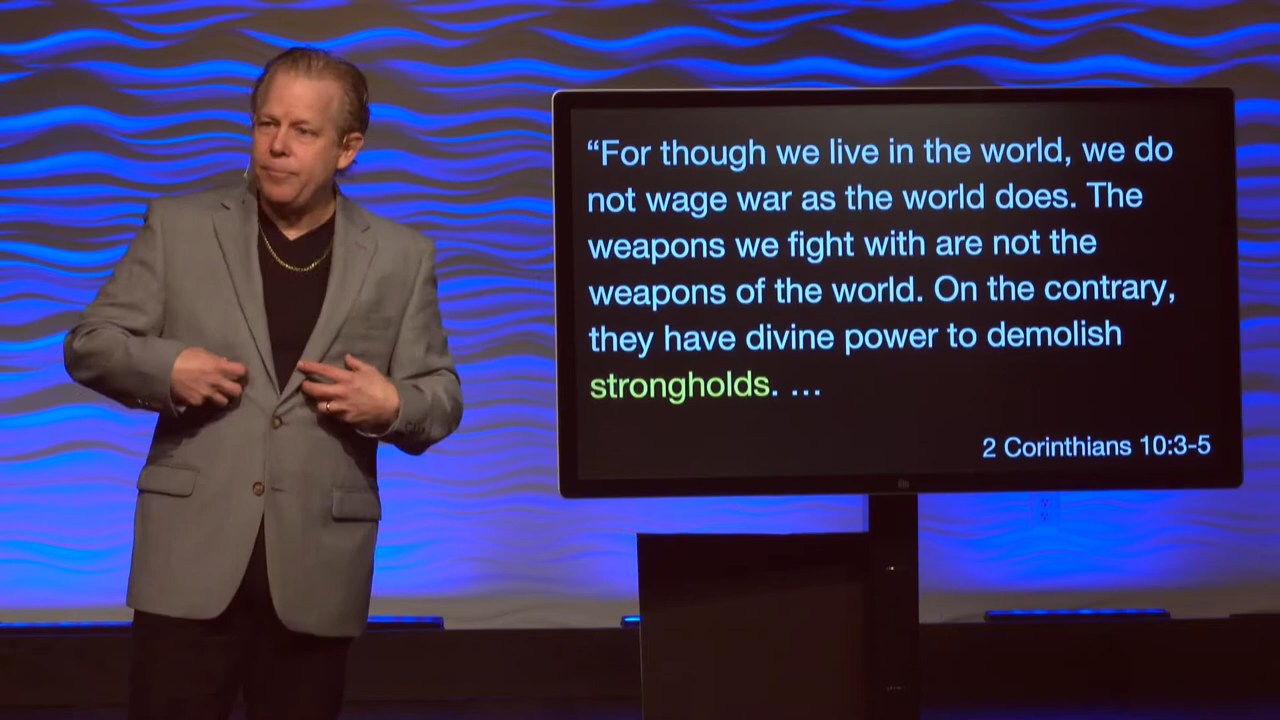 “For though we live in the world, we do
not wage war as the world does. The
weapons we fight with are not the
weapons of the world. On the contrary,
they have divine power to demolish
strongholds. ...
2 Corinthians 10:3-5